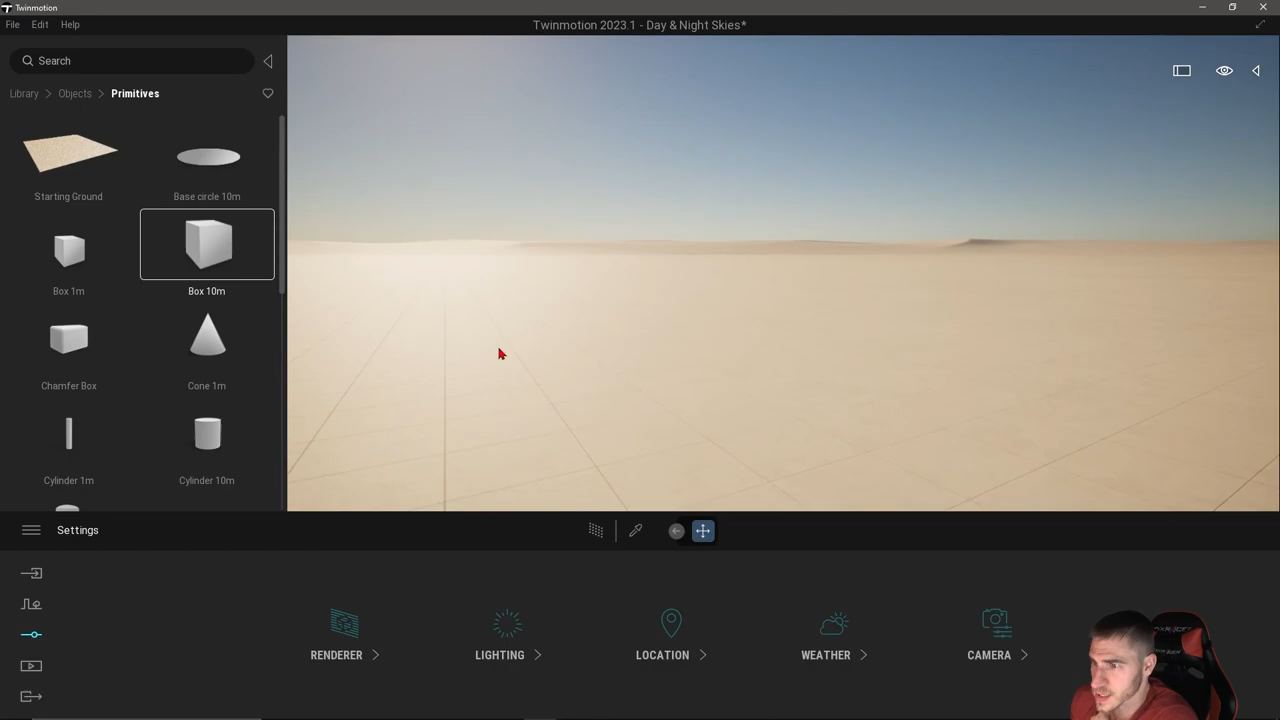 Twinmotion
File Edit Help
Twinmotion 2023.1 - Day & Night Skies*
Search
Library > Objects > Primitives
Starting Ground
Base circle 10m
Box 1m
Box 10m
Chamfer Box
Cone 1m
Cylinder 1m
Cylinder 10m
Settings
RENDERER
LIGHTING
LOCATION
WEATHER
CAMERA